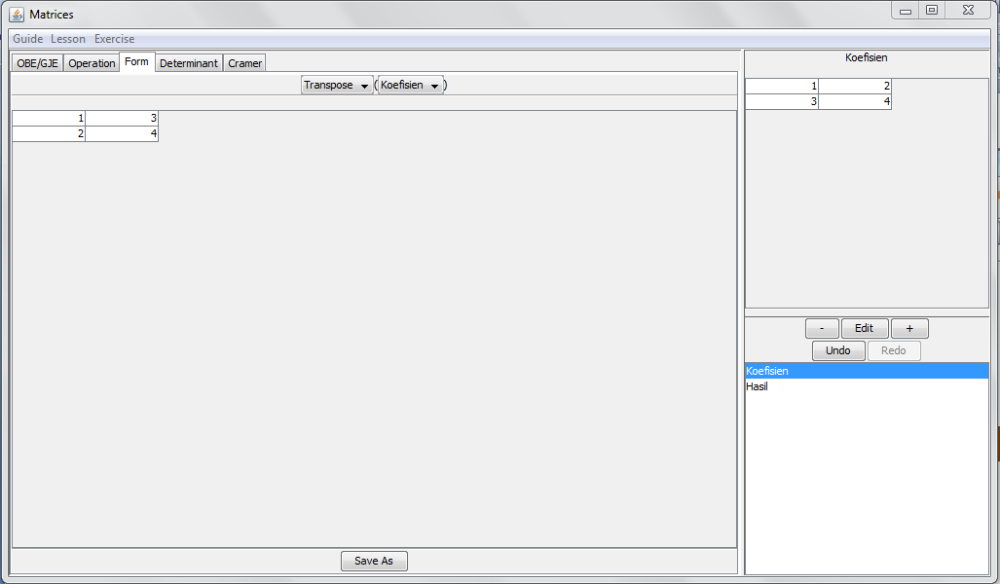 Matrices
Guide Lesson Exercise
OBE/GJE Operation Form Determinant Cramer
Transpose (Koefisien)
1 3
2 4
Save As
Koefisien
1 2
3 4
- Edit +
Undo Redo
Koefisien
Hasil